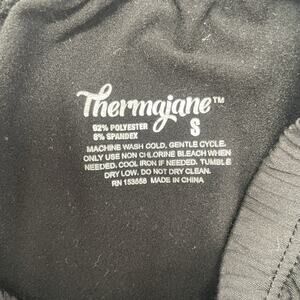 Thermajane™
92% POLYESTER
8% SPANDEX
S
MACHINE WASH COLD, GENTLE CYCLE.
ONLY USE NON CHLORINE BLEACH WHEN
NEEDED. COOL IRON IF NEEDED. TUMBLE
DRY LOW. DO NOT DRY CLEAN.
RN 153558 MADE IN CHINA